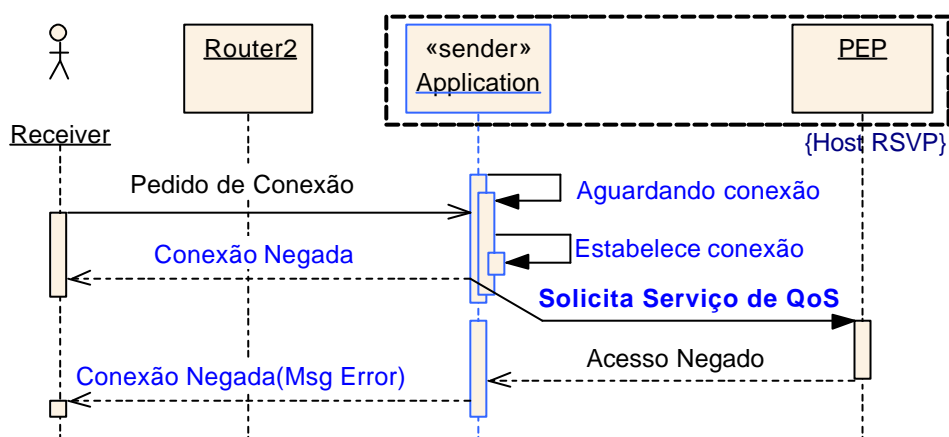 Router2
«sender»
Application
PEP
Receiver
{Host RSVP}
Pedido de Conexão
Aguardando conexão
Conexão Negada
Estabelece conexão
Solicita Serviço de QoS
Acesso Negado
Conexão Negada(Msg Error)